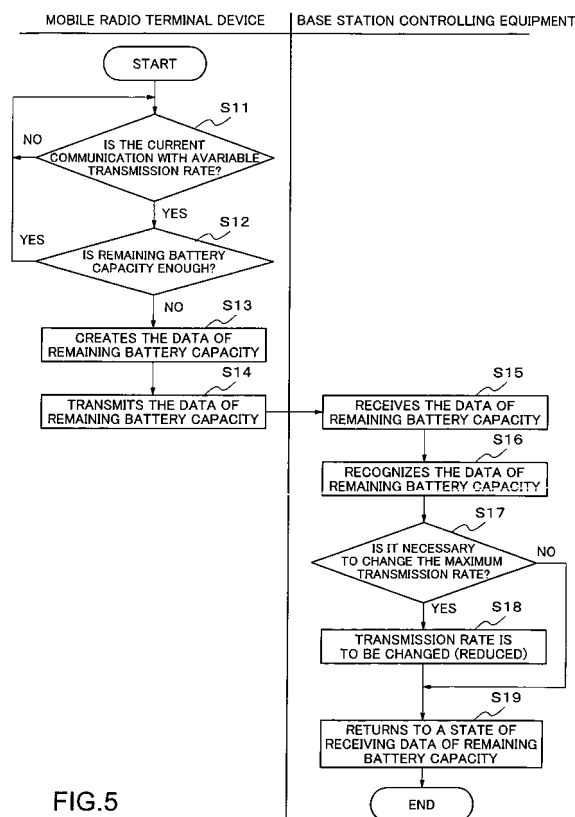 MOBILE RADIO TERMINAL DEVICE
BASE STATION CONTROLLING EQUIPMENT
START
S11
IS THE CURRENT
COMMUNICATION WITH AVARIABLE
TRANSMISSION RATE?
NO
YES
S12
IS REMAINING BATTERY
CAPACITY ENOUGH?
YES
NO
S13
CREATES THE DATA OF
REMAINING BATTERY CAPACITY
S14
TRANSMITS THE DATA OF
REMAINING BATTERY CAPACITY
S15
RECEIVES THE DATA OF
REMAINING BATTERY CAPACITY
S16
RECOGNIZES THE DATA OF
REMAINING BATTERY CAPACITY
S17
IS IT NECESSARY
TO CHANGE THE MAXIMUM
TRANSMISSION RATE?
NO
YES
S18
TRANSMISSION RATE IS
TO BE CHANGED (REDUCED)
S19
RETURNS TO A STATE OF
RECEIVING DATA OF REMAINING
BATTERY CAPACITY
END
FIG.5